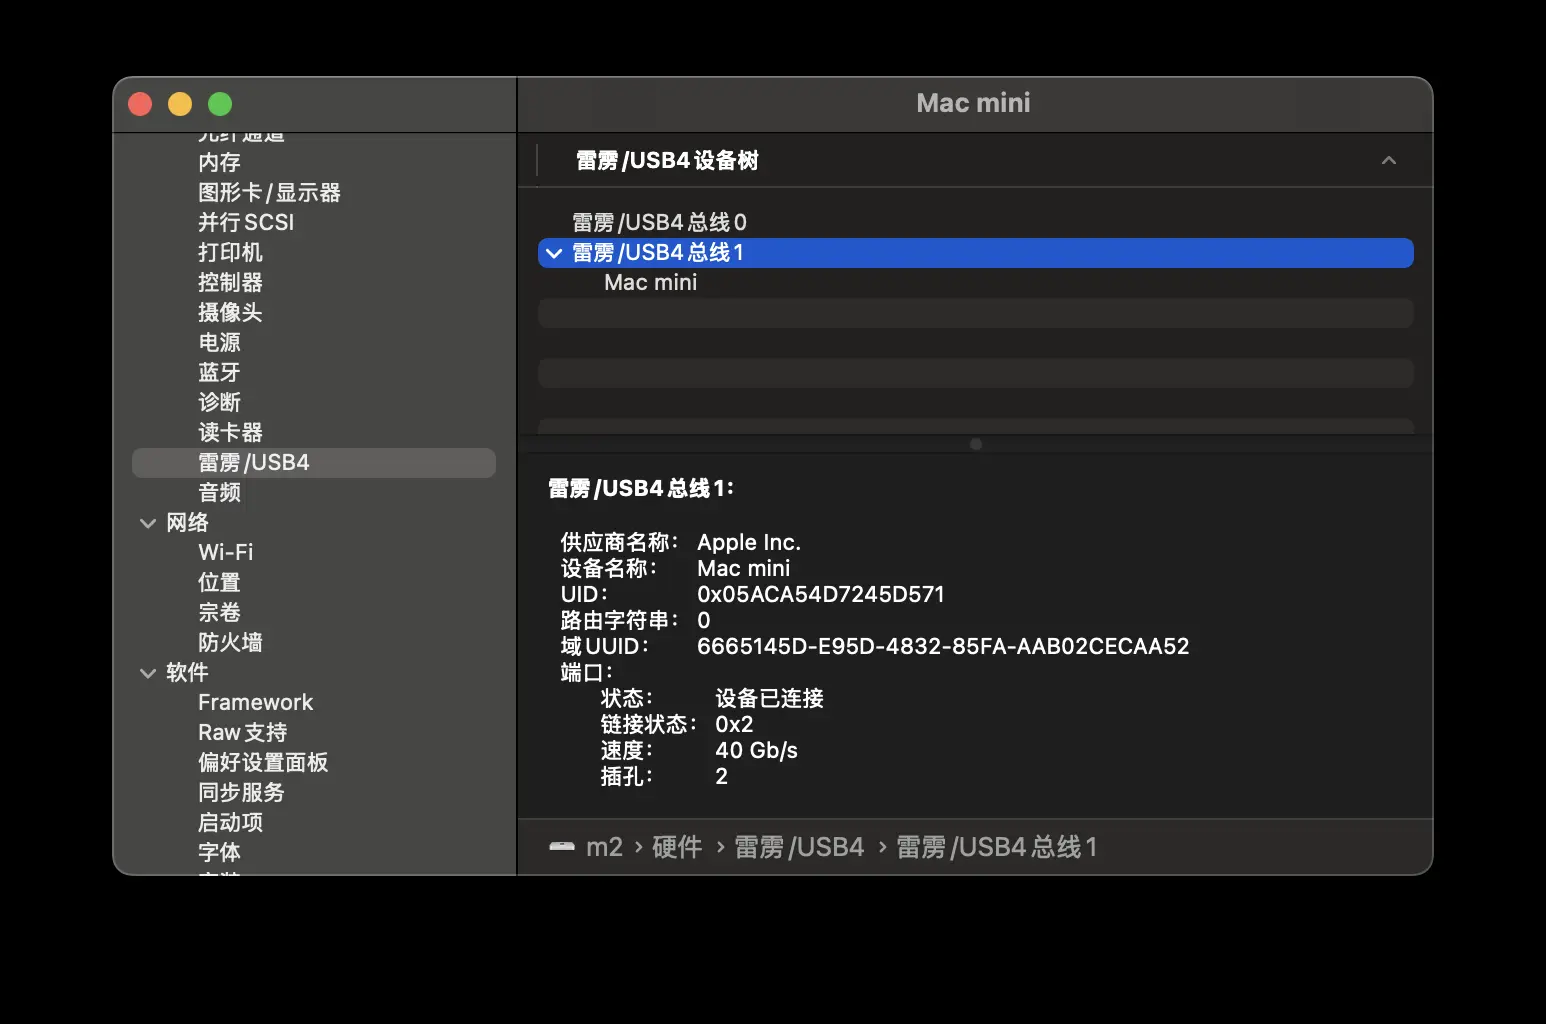 Mac mini
光纤通道
内存
图形卡/显示器
并行SCSI
打印机
控制器
摄像头
电源
蓝牙
诊断
读卡器
雷雳/USB4
音频
网络
Wi-Fi
位置
宗卷
防火墙
软件
Framework
Raw支持
偏好设置面板
同步服务
启动项
字体
雷雳/USB4设备树
雷雳/USB4总线0
雷雳/USB4总线1
Mac mini
雷雳/USB4总线1:
供应商名称: Apple Inc.
设备名称: Mac mini
UID: 0x05ACA54D7245D571
路由字符串: 0
域UUID: 6665145D-E95D-4832-85FA-AAB02CECAA52
端口:
状态: 设备已连接
链接状态: 0x2
速度: 40 Gb/s
插孔: 2
m2 › 硬件 › 雷雳/USB4 › 雷雳/USB4总线1